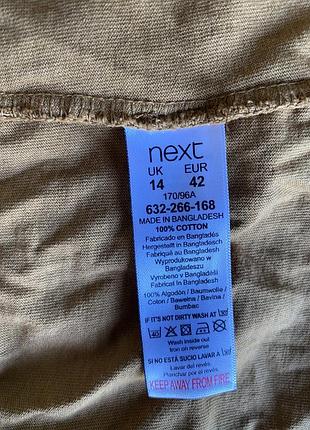 next
UK EUR
14 42
170/96A
632-266-168
MADE IN BANGLADESH
100% COTTON
Fabricado en Bangladés
Hergestellt in Bangladesch
Fabriqué au Bangladesh
Wyprodukowano w
Bangladeszu
Vyrobeno v Bangladéši
Fabricat în Bangladesh
100% Algodón / Baumwolle /
Coton / Bawełna / Bavlna /
Bumbac
IF IT'S NOT DIRTY WASH AT 30
40
Wash inside out
Iron on reverse
SI NO ESTÁ SUCIO LAVAR A 30
Lavar del revés.
Planchar por el revés.
KEEP AWAY FROM FIRE